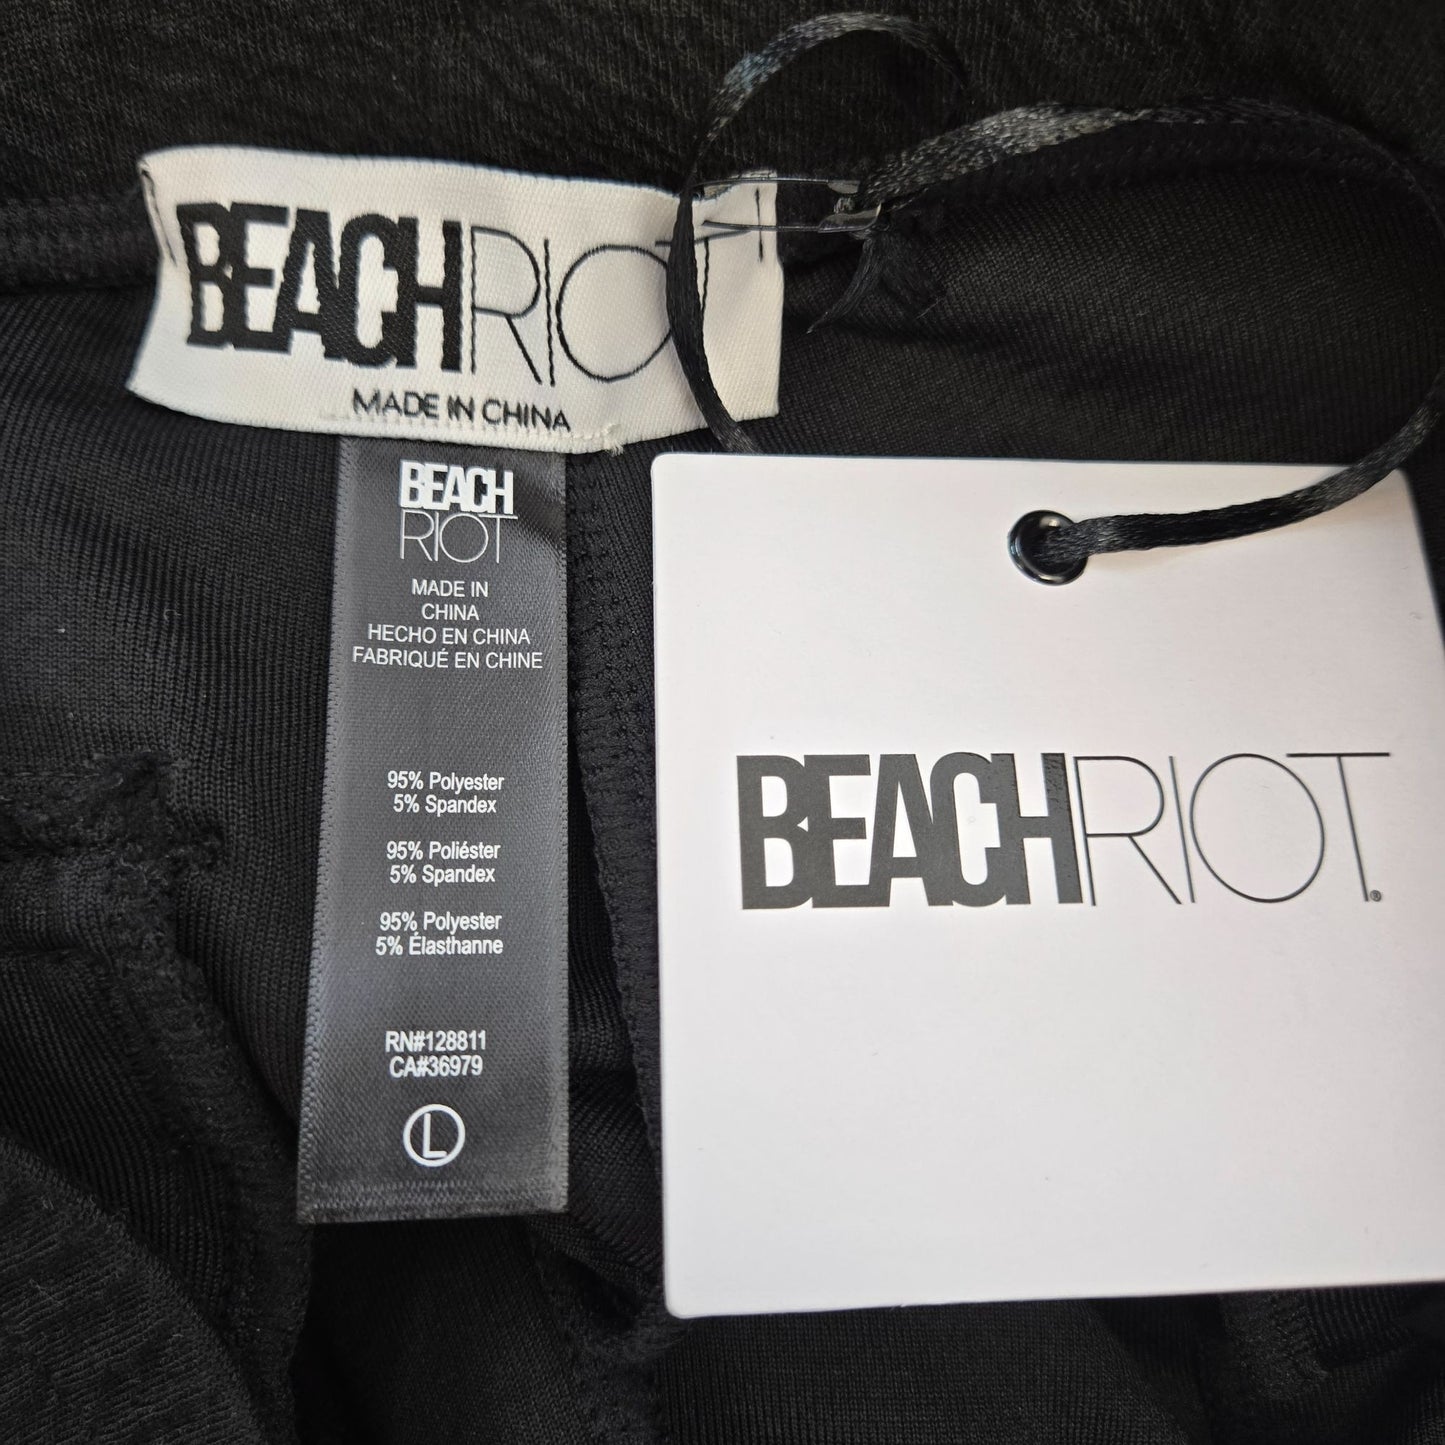 BEACHRIOT
MADE IN CHINA
BEACH
RIOT
MADE IN
CHINA
HECHO EN CHINA
FABRIQUÉ EN CHINE
95% Polyester
5% Spandex
95% Poliéster
5% Spandex
95% Polyester
5% Élasthanne
RN#128811
CA#36979
L
BEACHRIOT®